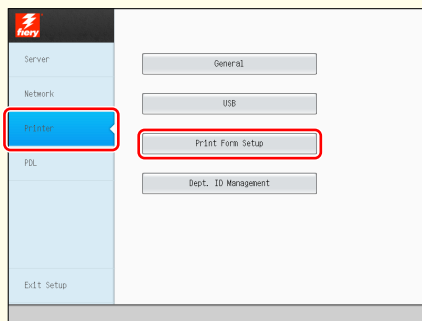 fiery
Server
Network
Printer
PDL
Exit Setup
General
USB
Print Form Setup
Dept. ID Management